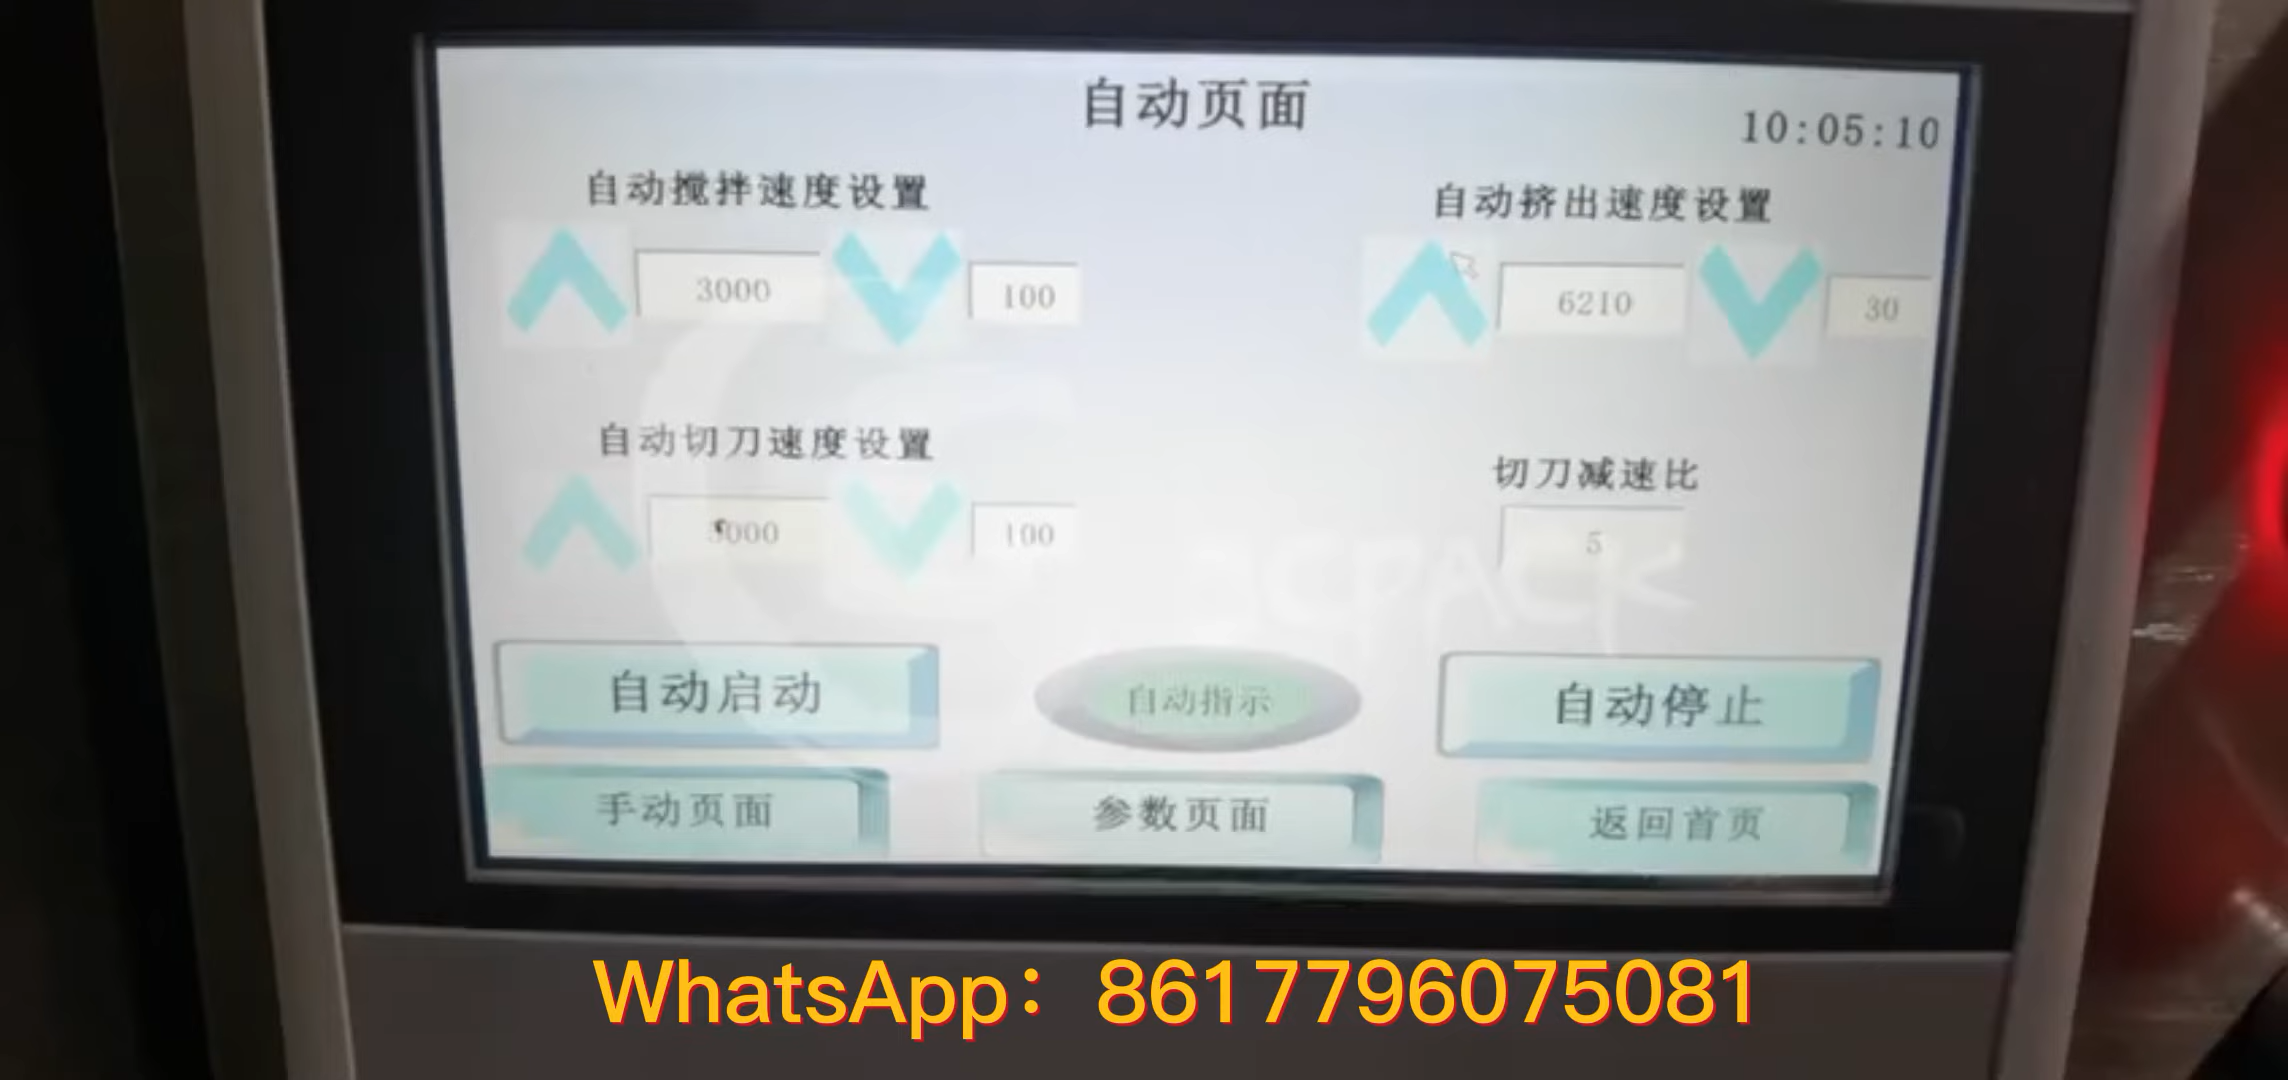 自动页面
10:05:10
自动搅拌速度设置
自动挤出速度设置
3000
100
6210
30
自动切刀速度设置
切刀减速比
100
5
自动启动
自动指示
自动停止
手动页面
参数页面
返回首页
WhatsApp：8617796075081